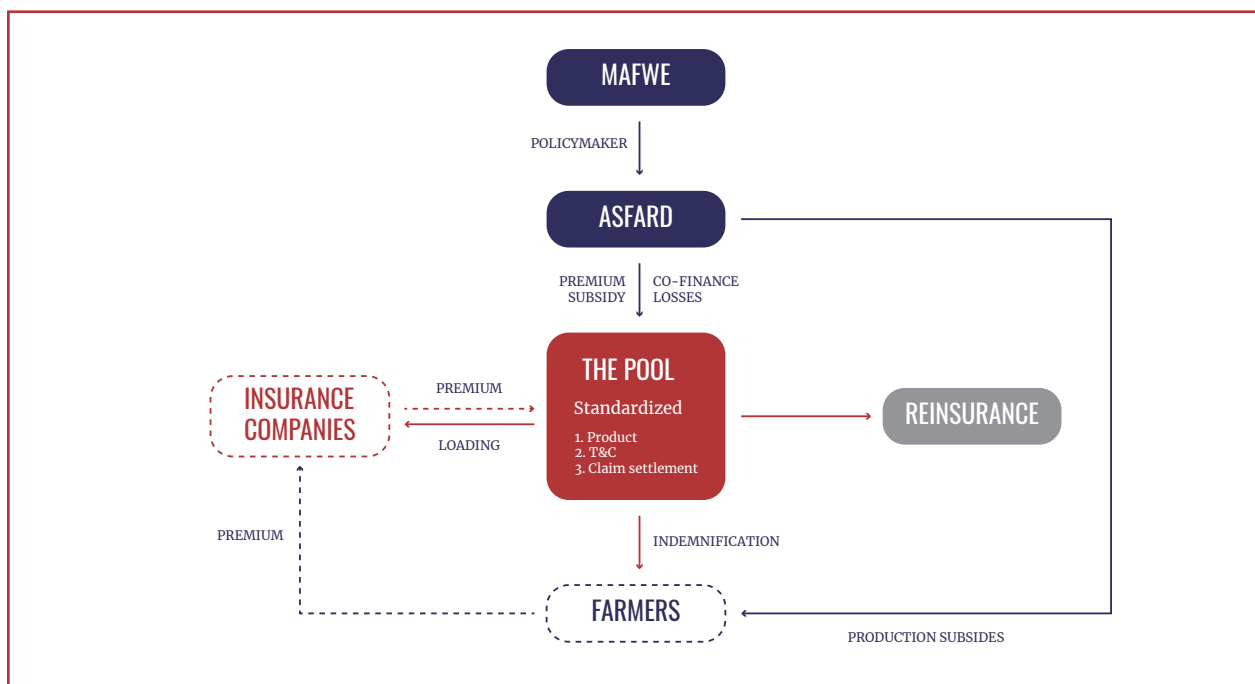 MAFWE
POLICYMAKER
ASFARD
PREMIUM
SUBSIDY
CO-FINANCE
LOSSES
THE POOL
Standardized
1. Product
2. T&C
3. Claim settlement
INSURANCE
COMPANIES
PREMIUM
LOADING
REINSURANCE
PREMIUM
INDEMNIFICATION
FARMERS
PRODUCTION SUBSIDES